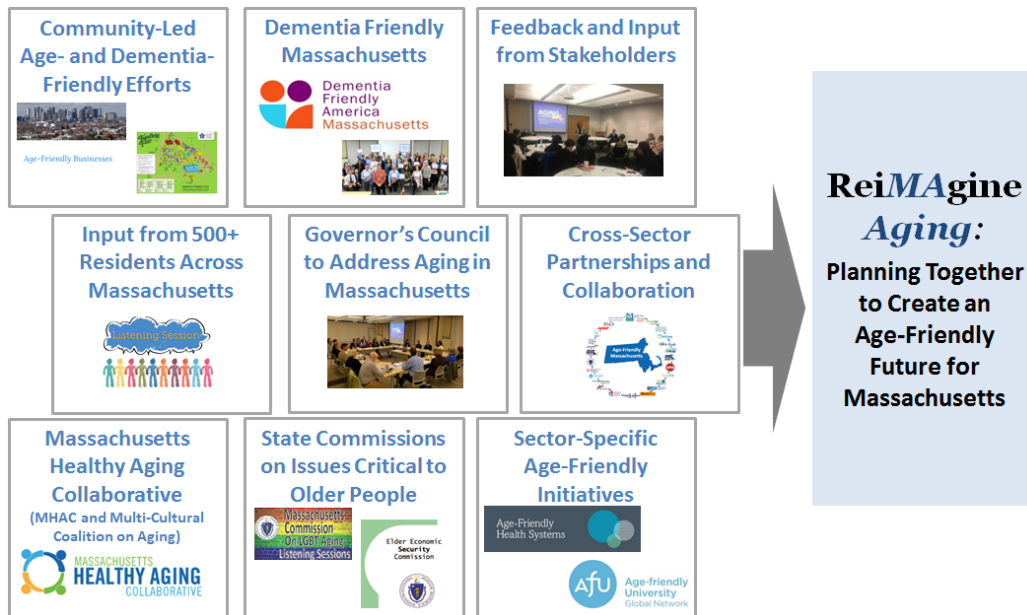 Community-Led
Age- and Dementia-
Friendly Efforts
Age-Friendly Businesses
Dementia Friendly
Massachusetts
Dementia
Friendly
America
Massachusetts
Feedback and Input
from Stakeholders
AGING
Input from 500+
Residents Across
Massachusetts
Listening Session
Governor's Council
to Address Aging in
Massachusetts
Cross-Sector
Partnerships and
Collaboration
Age-Friendly
Massachusetts
Massachusetts
Healthy Aging
Collaborative
(MHAC and Multi-Cultural
Coalition on Aging)
MASSACHUSETTS
HEALTHY AGING
COLLABORATIVE
State Commissions
on Issues Critical to
Older People
Massachusetts
Commission
On LGBT Aging
Listening Sessions
Elder Economic
Security
Commission
Sector-Specific
Age-Friendly
Initiatives
Age-Friendly
Health Systems
AfU
Age-friendly
University
Global Network
ReiMAgine
Aging:
Planning Together
to Create an
Age-Friendly
Future for
Massachusetts